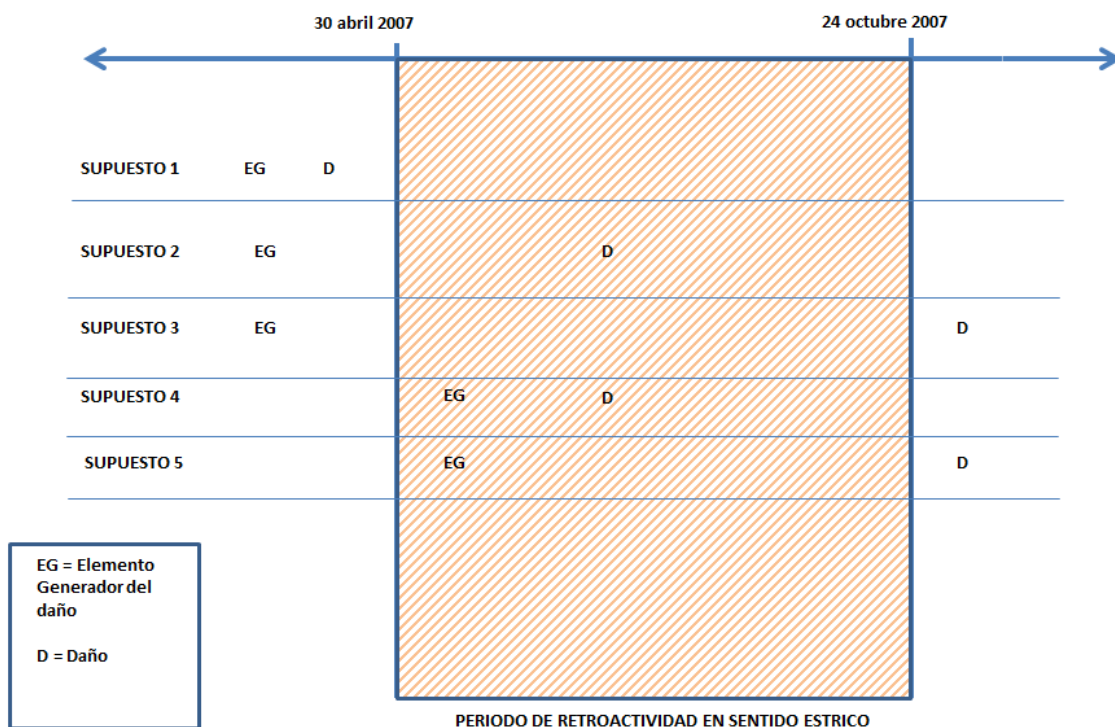 30 abril 2007
24 octubre 2007
SUPUESTO 1 EG D
SUPUESTO 2 EG D
SUPUESTO 3 EG D
SUPUESTO 4 EG D
SUPUESTO 5 EG D
EG = Elemento
Generador del
daño
D = Daño
PERIODO DE RETROACTIVIDAD EN SENTIDO ESTRICO